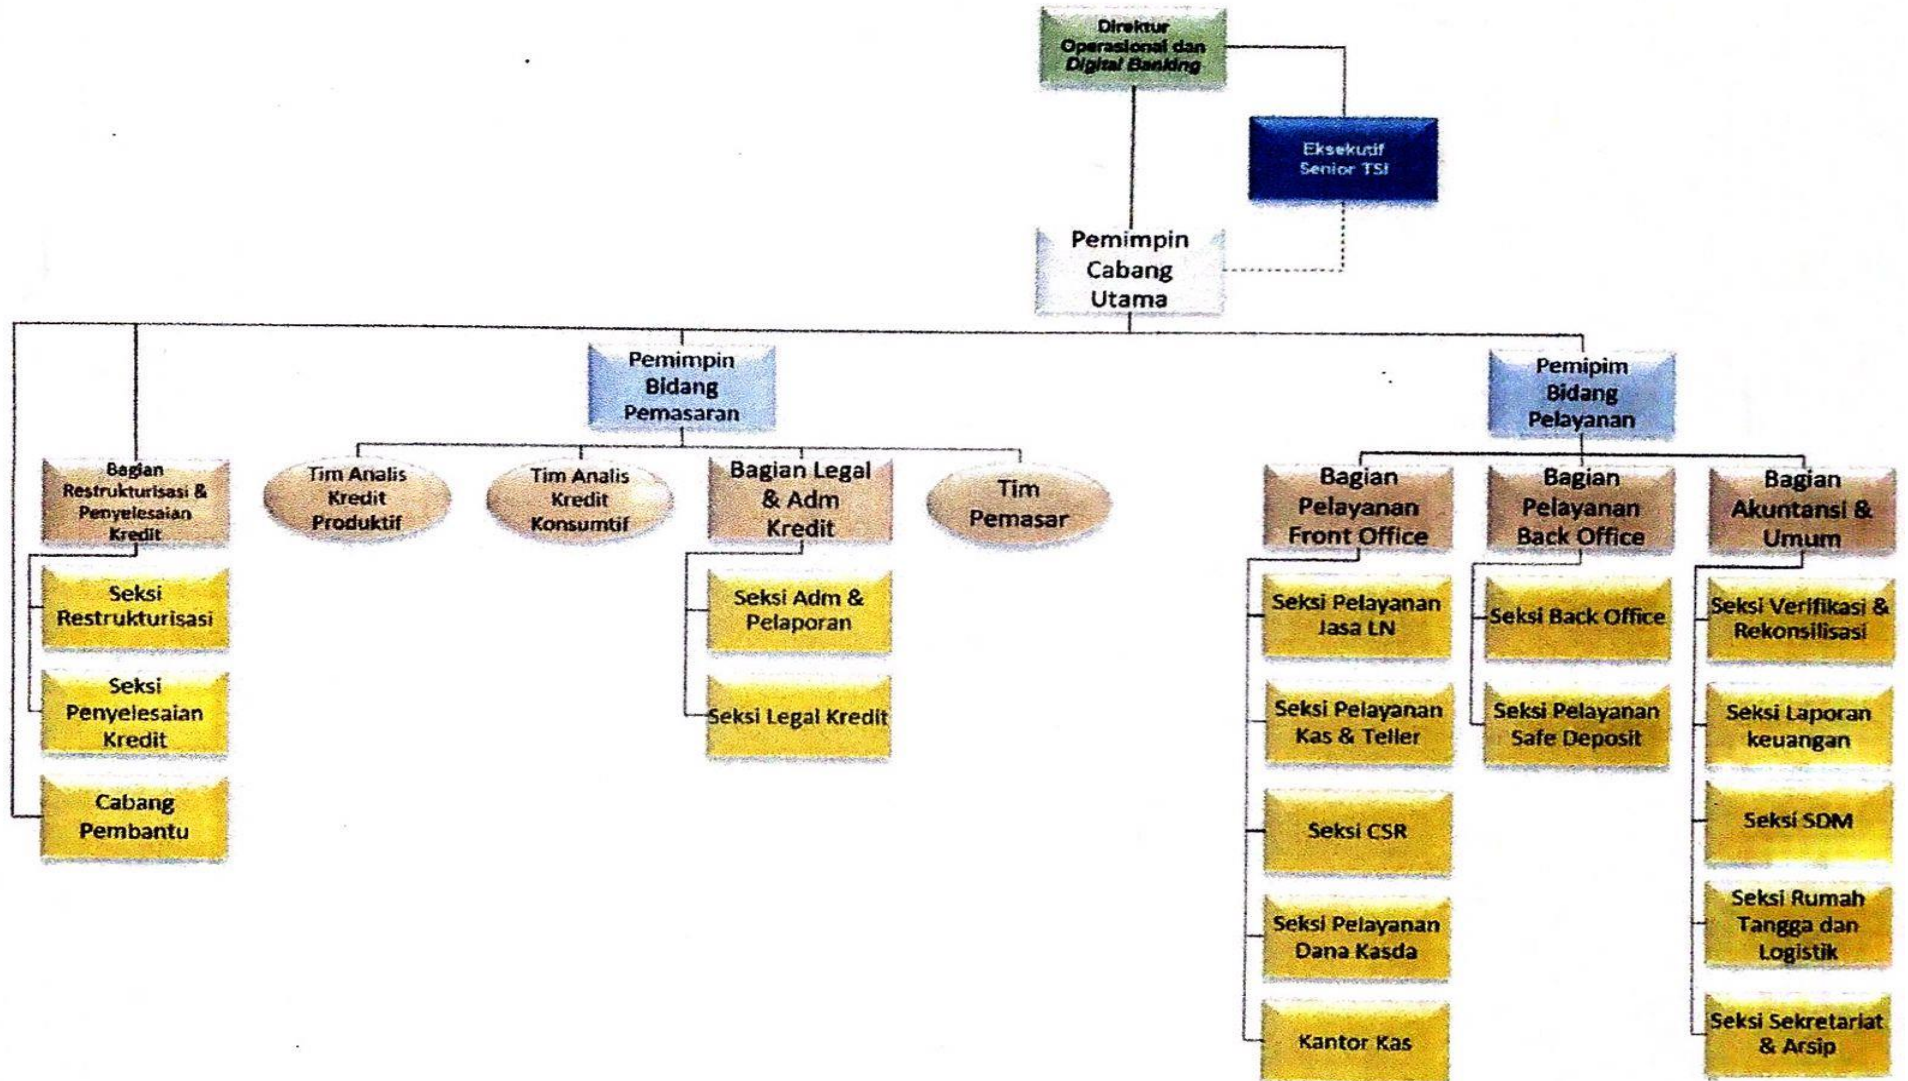 Direktur
Operasional dan
Digital Banking
Eksekutif
Senior TSI
Pemimpin
Cabang
Utama
Pemimpin
Bidang
Pemasaran
Pemipim
Bidang
Pelayanan
Bagian
Restrukturisasi &
Penyelesaian
Kredit
Tim Analis
Kredit
Produktif
Tim Analis
Kredit
Konsumtif
Bagian Legal
& Adm
Kredit
Tim
Pemasar
Bagian
Pelayanan
Front Office
Bagian
Pelayanan
Back Office
Bagian
Akuntansi &
Umum
Seksi
Restrukturisasi
Seksi
Penyelesaian
Kredit
Cabang
Pembantu
Seksi Adm &
Pelaporan
Seksi Legal Kredit
Seksi Pelayanan
Jasa LN
Seksi Pelayanan
Kas & Teller
Seksi CSR
Seksi Pelayanan
Dana Kasda
Kantor Kas
Seksi Back Office
Seksi Pelayanan
Safe Deposit
Seksi Verifikasi &
Rekonsilisasi
Seksi Laporan
keuangan
Seksi SDM
Seksi Rumah
Tangga dan
Logistik
Seksi Sekretariat
& Arsip